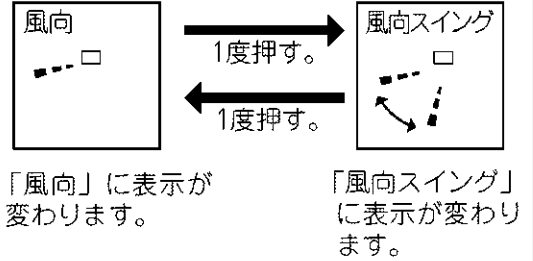 風向
風向スイング
1度押す。
1度押す。
「風向」に表示が
変わります。
「風向スイング」
に表示が変わり
ます。